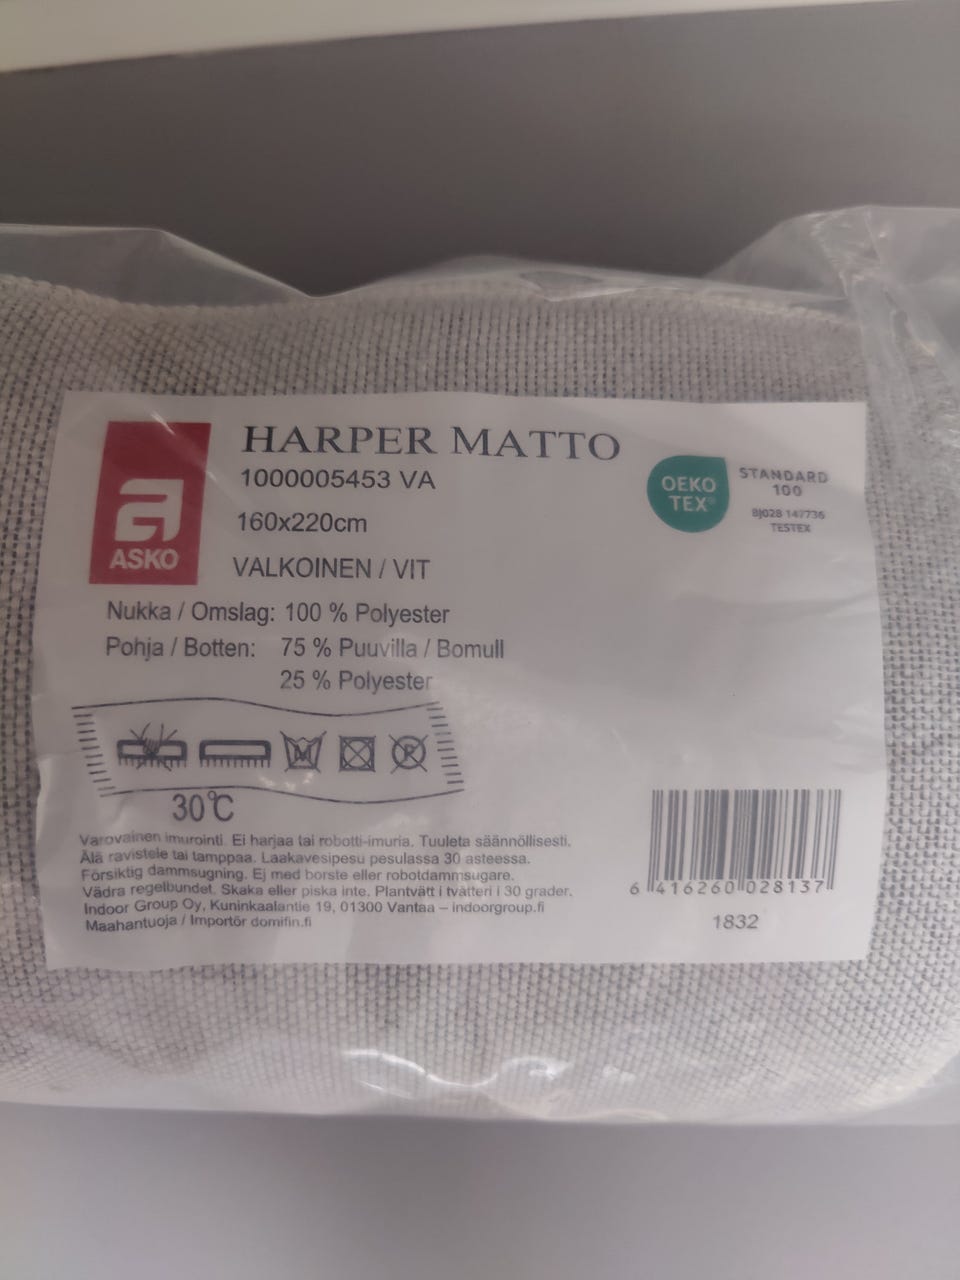 HARPER MATTO
1000005453 VA
160x220cm
VALKOINEN / VIT
a
ASKO
OEKO
TEX®
STANDARD
100
BJ028 147736
TESTEX
Nukka / Omslag: 100 % Polyester
Pohja / Botten: 75 % Puuvilla / Bomull
25 % Polyester
M
P
30°C
Varovainen imurointi. Ei harjaa tai robotti-imuria. Tuuleta säännöllisesti.
Älä ravistele tai tamppaa. Laakavesipesu pesulassa 30 asteessa.
Försiktig dammsugning. Ej med borste eller robotdammsugare.
Vädra regelbundet. Skaka eller piska inte. Plantvätt i tvätteri i 30 grader.
Indoor Group Oy, Kuninkaalantie 19, 01300 Vantaa – indoorgroup.fi
Maahantuoja / Importör domifin.fi
6 416260 028137
1832